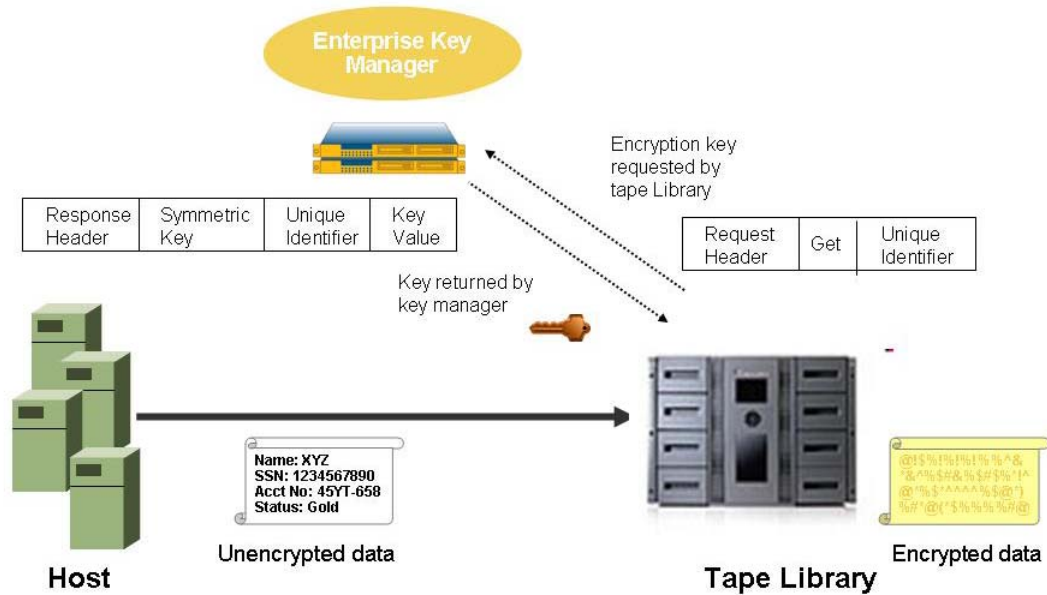 Enterprise Key
Manager
Encryption key
requested by
tape Library
Response
Header
Symmetric
Key
Unique
Identifier
Key
Value
Request
Header
Get
Unique
Identifier
Key returned by
key manager
Name: XYZ
SSN: 1234567890
Acct No: 45YT-658
Status: Gold
Unencrypted data
Encrypted data
Host
Tape Library